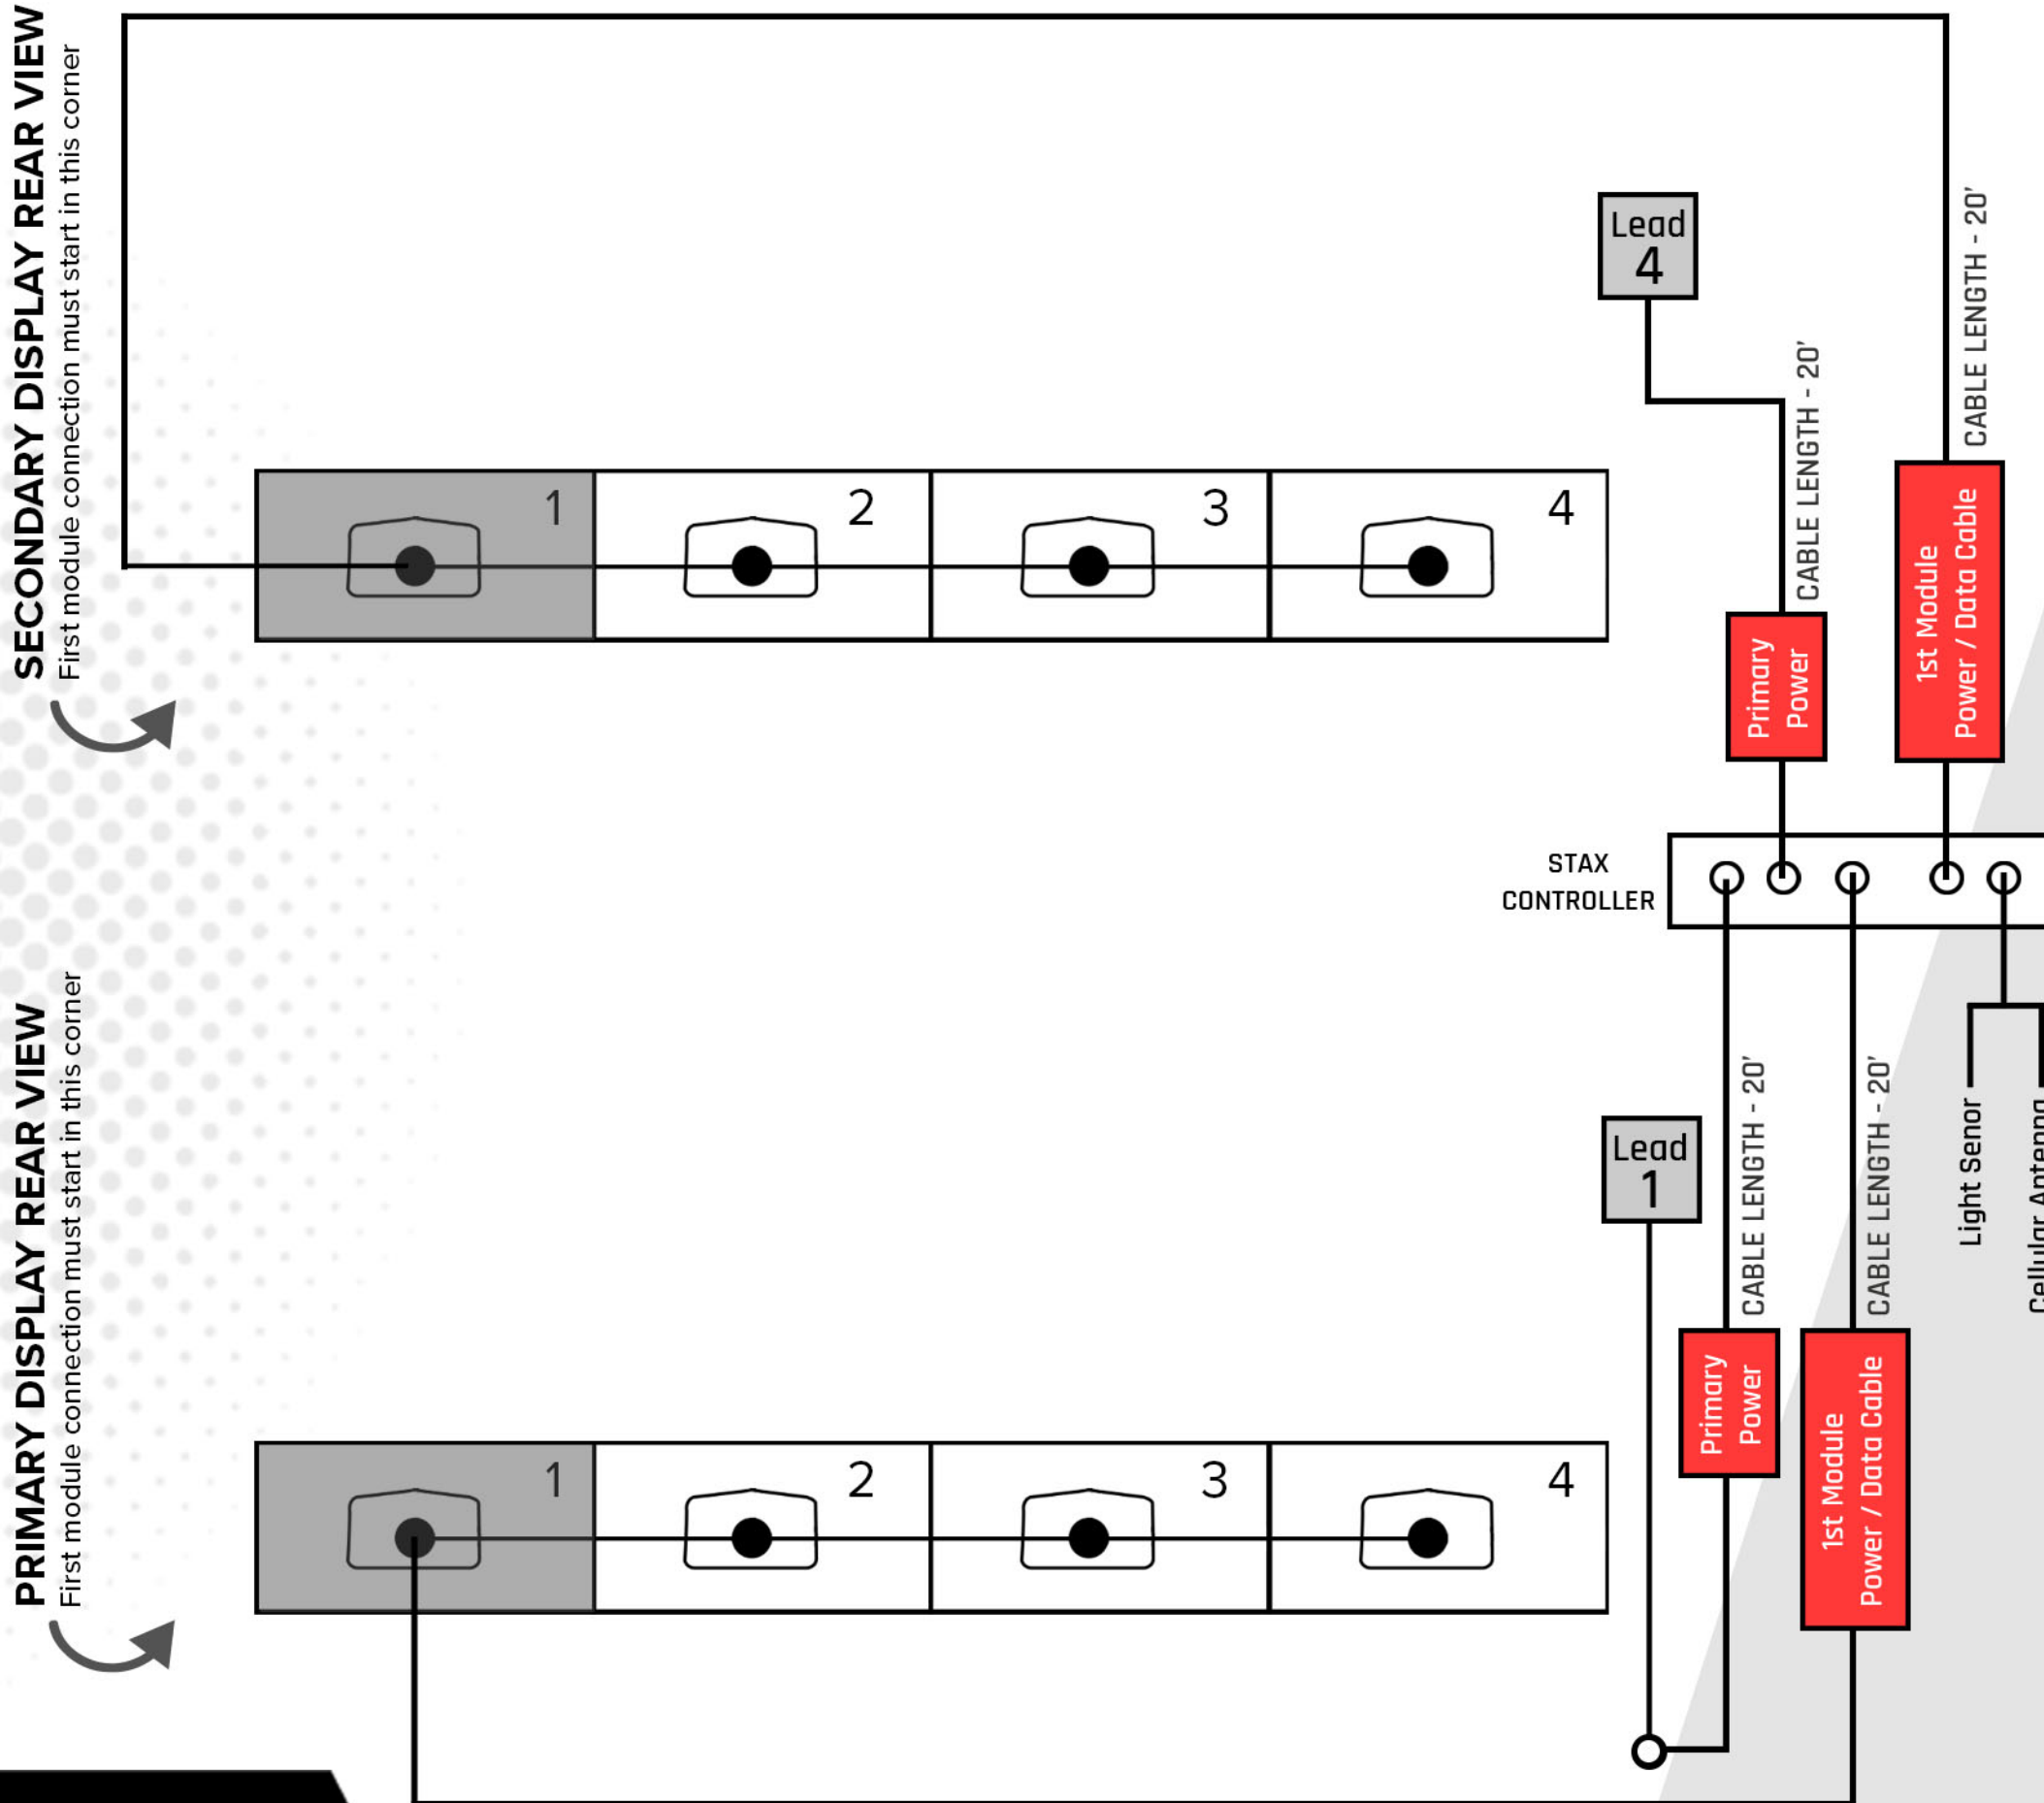 SECONDARY DISPLAY REAR VIEW
First module connection must start in this corner
1
2
3
4
Lead
4
CABLE LENGTH - 20'
Primary
Power
CABLE LENGTH - 20'
1st Module
Power / Data Cable
STAX
CONTROLLER
PRIMARY DISPLAY REAR VIEW
First module connection must start in this corner
1
2
3
4
Lead
1
CABLE LENGTH - 20'
Primary
Power
CABLE LENGTH - 20'
1st Module
Power / Data Cable
Light Senor
Cellular Antenna